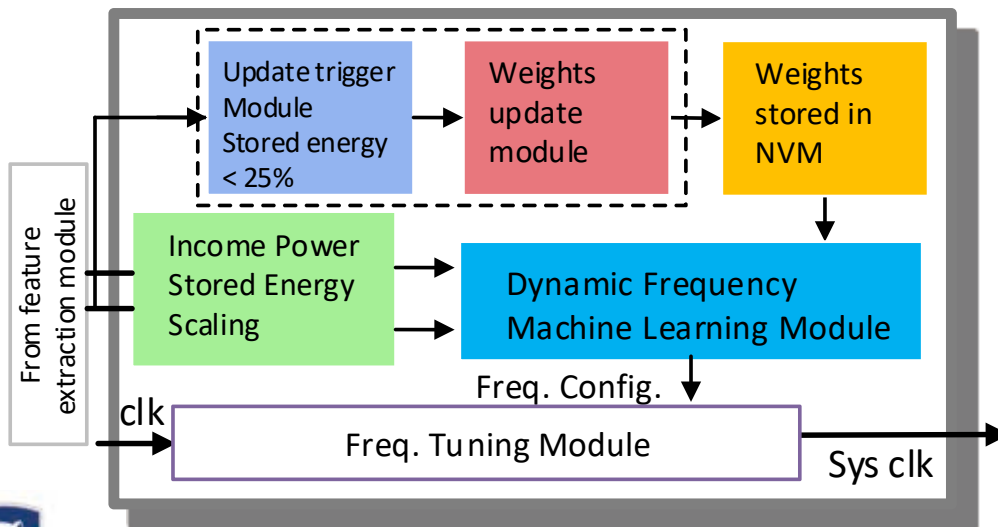 Update trigger
Module
Stored energy
< 25%
Weights
update
module
Weights
stored in
NVM
From feature
extraction module
Income Power
Stored Energy
Scaling
Dynamic Frequency
Machine Learning Module
Freq. Config.
clk
Freq. Tuning Module
Sys clk